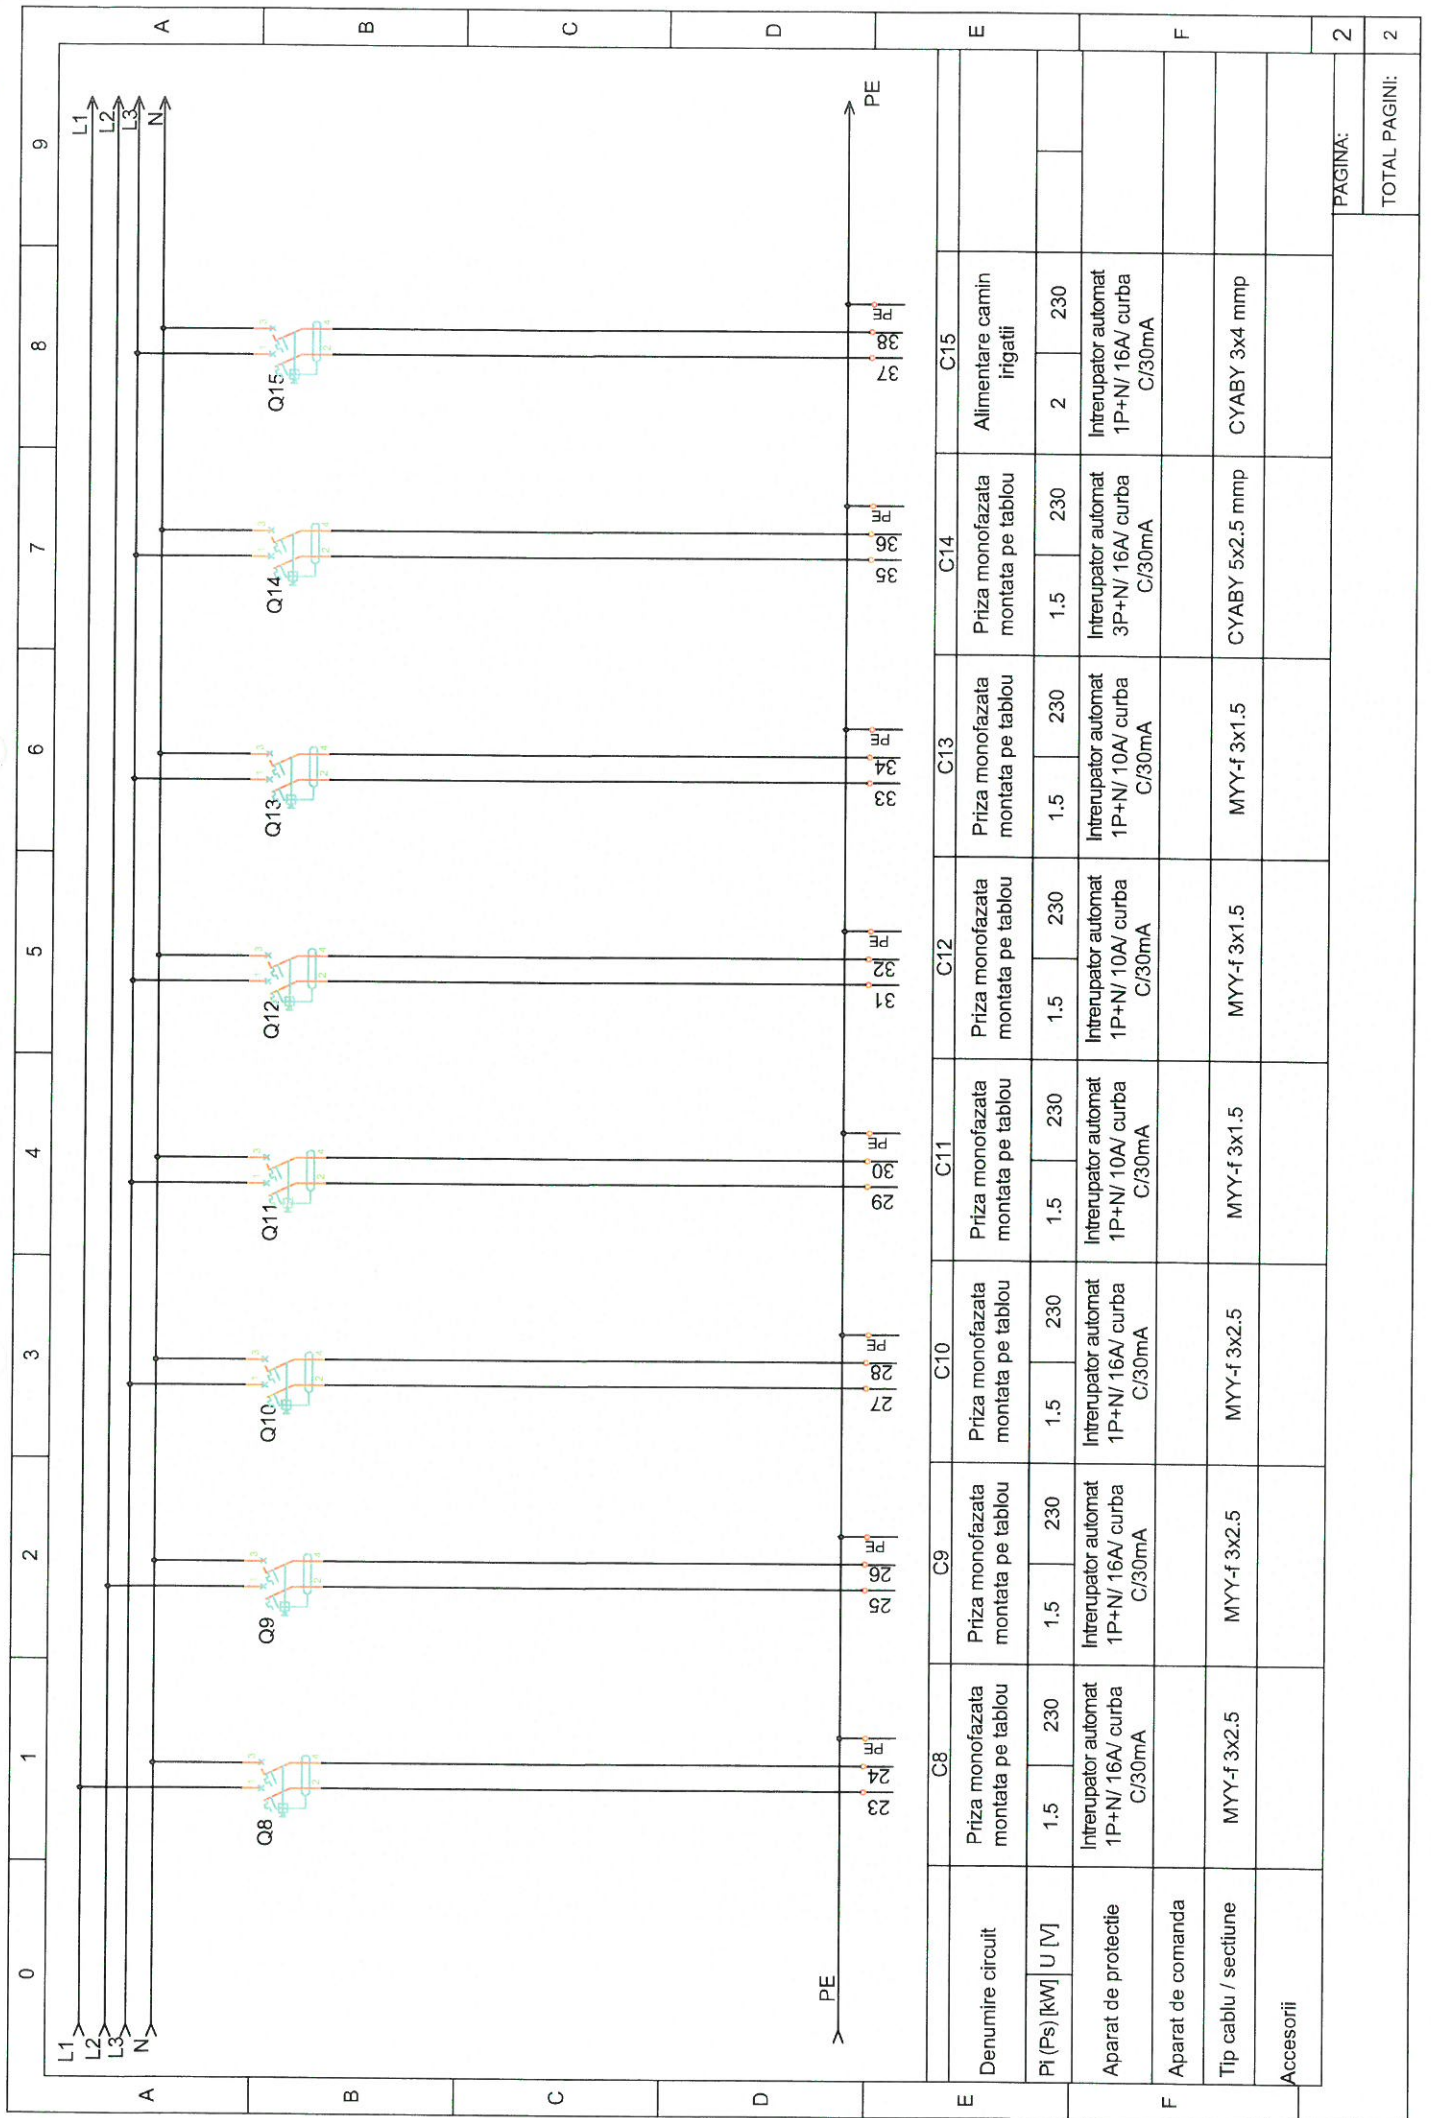 0 1 2 3 4 5 6 7 8 9
A
B
C
D
E
F
A
B
C
D
E
F
L1
L2
L3
N
L1
L2
L3
N
Q8
Q9
Q10
Q11
Q12
Q13
Q14
Q15
PE
PE
23 24 PE
25 26 PE
27 28 PE
29 30 PE
31 32 PE
33 34 PE
35 36 PE
37 38 PE
C8 C9 C10 C11 C12 C13 C14 C15
Denumire circuit
Priza monofazata
montata pe tablou
Priza monofazata
montata pe tablou
Priza monofazata
montata pe tablou
Priza monofazata
montata pe tablou
Priza monofazata
montata pe tablou
Priza monofazata
montata pe tablou
Priza monofazata
montata pe tablou
Alimentare camin
irigatii
Pi (Ps) [kW] U [V]
1.5 230
1.5 230
1.5 230
1.5 230
1.5 230
1.5 230
1.5 230
2 230
Aparat de protectie
Intrerupator automat
1P+N/ 16A/ curba
C/30mA
Intrerupator automat
1P+N/ 16A/ curba
C/30mA
Intrerupator automat
1P+N/ 16A/ curba
C/30mA
Intrerupator automat
1P+N/ 10A/ curba
C/30mA
Intrerupator automat
1P+N/ 10A/ curba
C/30mA
Intrerupator automat
1P+N/ 10A/ curba
C/30mA
Intrerupator automat
3P+N/ 16A/ curba
C/30mA
Intrerupator automat
1P+N/ 16A/ curba
C/30mA
Aparat de comanda
Tip cablu / sectiune
MYY-f 3x2.5
MYY-f 3x2.5
MYY-f 3x2.5
MYY-f 3x1.5
MYY-f 3x1.5
MYY-f 3x1.5
CYABY 5x2.5 mmp
CYABY 3x4 mmp
Accesorii
PAGINA: 2
TOTAL PAGINI: 2